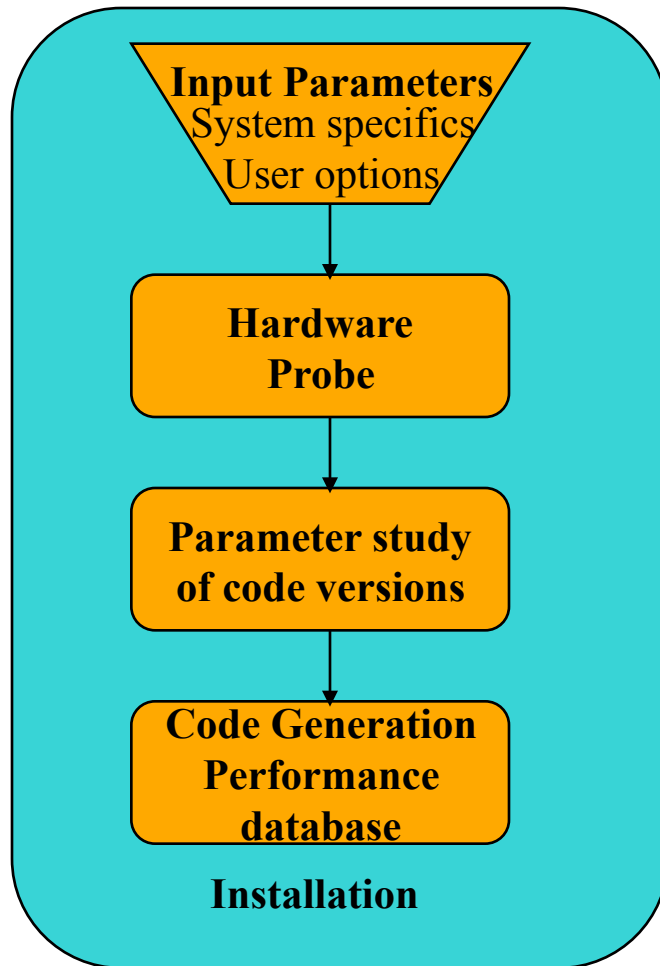 Input Parameters
System specifics
User options
Hardware
Probe
Parameter study
of code versions
Code Generation
Performance
database
Installation